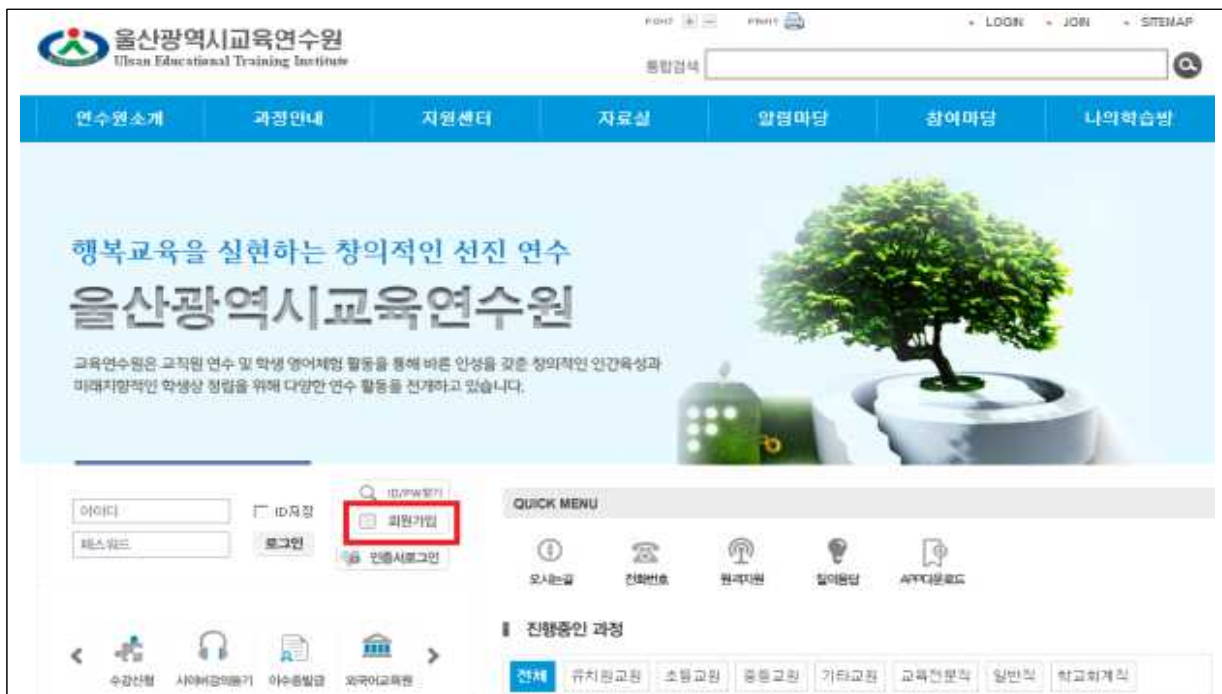 울산광역시교육연수원
Ulsan Educational Training Institute
FONT PRINT
LOGIN JOIN SITEMAP
통합검색
연수원소개 과정안내 지원센터 자료실 알림마당 참여마당 나의학습방
행복교육을 실현하는 창의적인 선진 연수
울산광역시교육연수원
교육연수원은 교직원 연수 및 학생 영어체험 활동을 통해 바른 인성을 갖춘 창의적인 인간육성과
미래지향적인 학생상 정립을 위해 다양한 연수 활동을 전개하고 있습니다.
아이디
ID저장
ID/PW찾기
회원가입
패스워드
로그인
인증서로그인
QUICK MENU
오시는길 전화번호 원격지원 질의응답 APP다운로드
수강신청 사이버강의듣기 이수증발급 외국어교육원
진행중인 과정
전체 유치원교원 초등교원 중등교원 기타교원 교육전문직 일반직 학교회계직